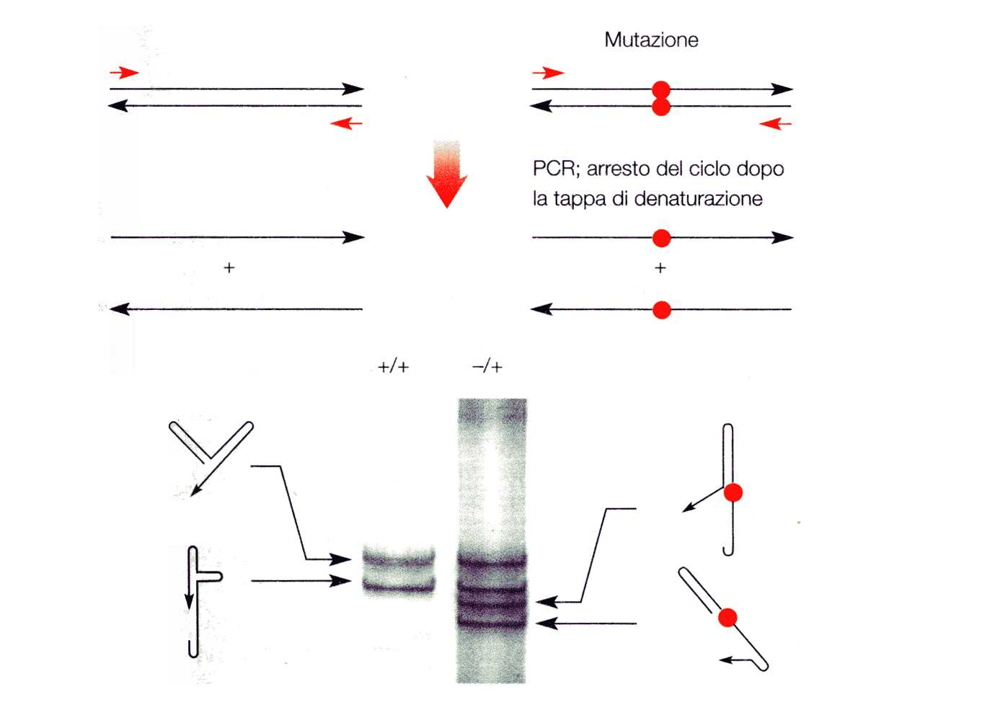 Mutazione
PCR; arresto del ciclo dopo
la tappa di denaturazione
+
+
+/+
−/+